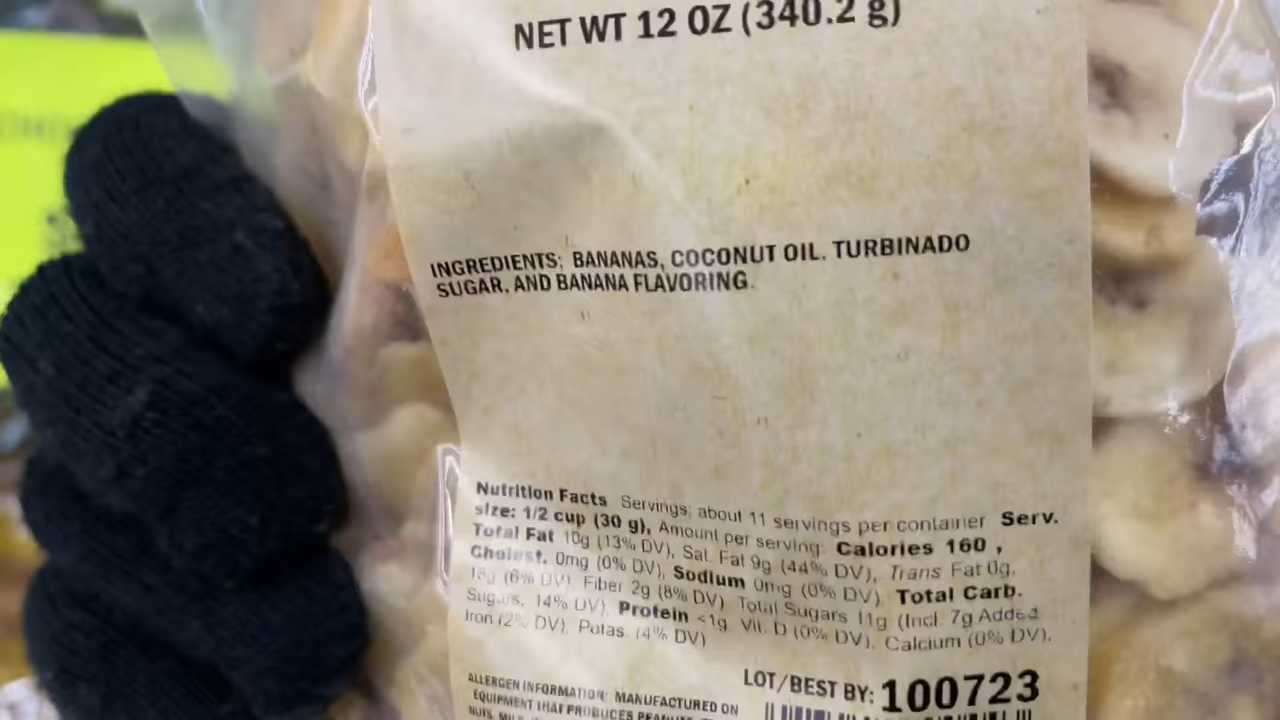 NET WT 12 OZ (340.2 g)
INGREDIENTS: BANANAS, COCONUT OIL, TURBINADO
SUGAR, AND BANANA FLAVORING.
Nutrition Facts Servings: about 11 servings per container Serv.
size: 1/2 cup (30 g), Amount per serving: Calories 160 ,
Total Fat 10g (13% DV), Sat. Fat 9g (44% DV), Trans Fat 0g,
Cholest. 0mg (0% DV), Sodium 0mg (0% DV), Total Carb.
18g (6% DV), Fiber 2g (8% DV), Total Sugars 11g (Incl. 7g Added
Sugars, 14% DV), Protein <1g, Vit. D (0% DV), Calcium (0% DV),
Iron (2% DV), Potas. (4% DV)
LOT/BEST BY: 100723
ALLERGEN INFORMATION: MANUFACTURED ON
EQUIPMENT THAT PRODUCES